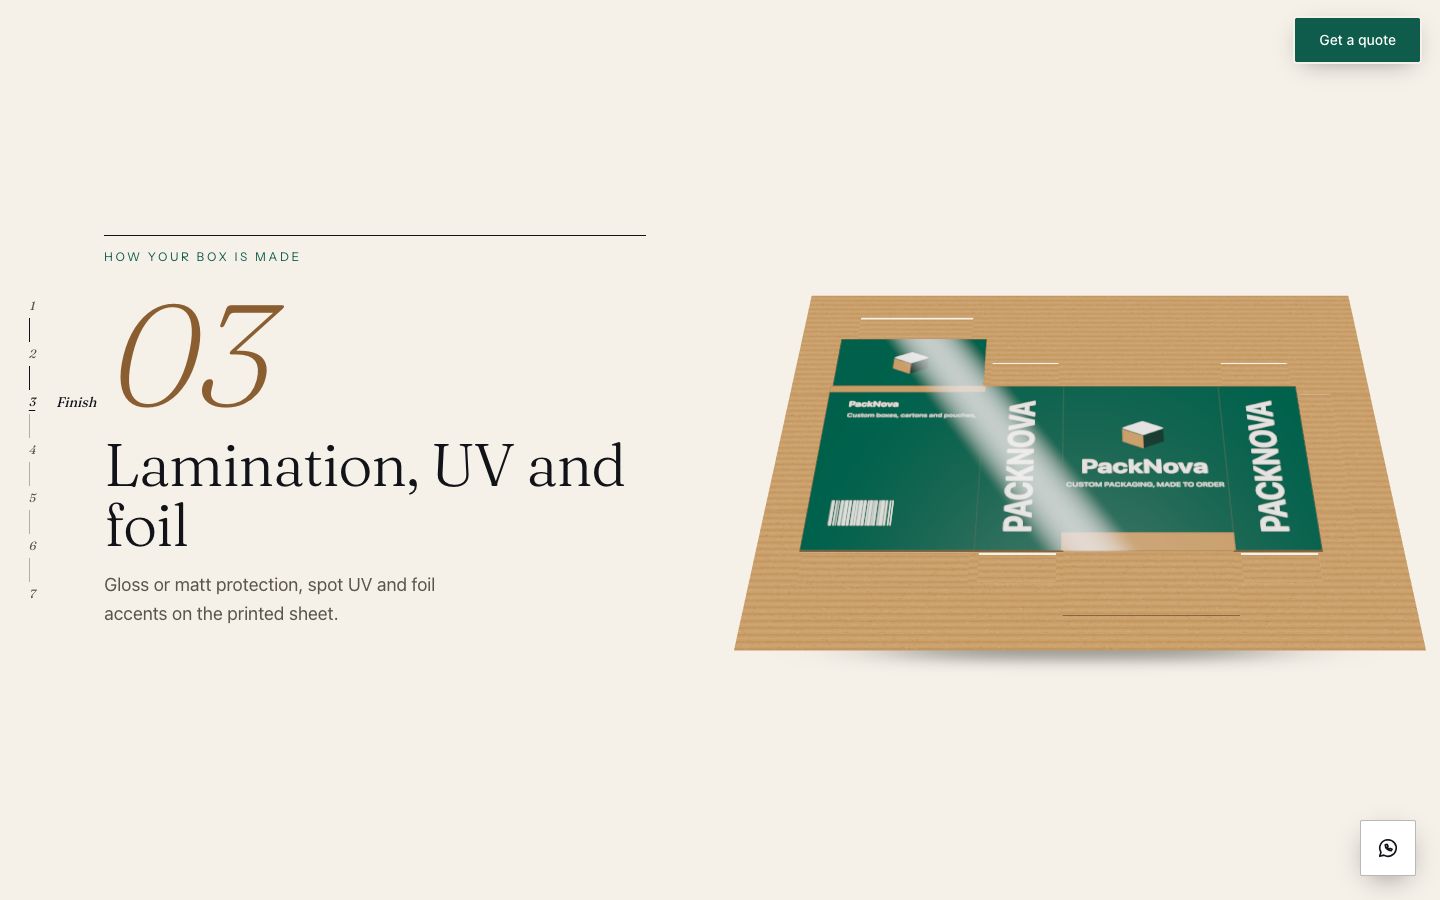 Get a quote
HOW YOUR BOX IS MADE
1
2
3 Finish
4
5
6
7
03
Lamination, UV and
foil
Gloss or matt protection, spot UV and foil
accents on the printed sheet.
PackNova
Custom boxes, cartons and pouches.
PACKNOVA
PackNova
CUSTOM PACKAGING, MADE TO ORDER
PACKNOVA